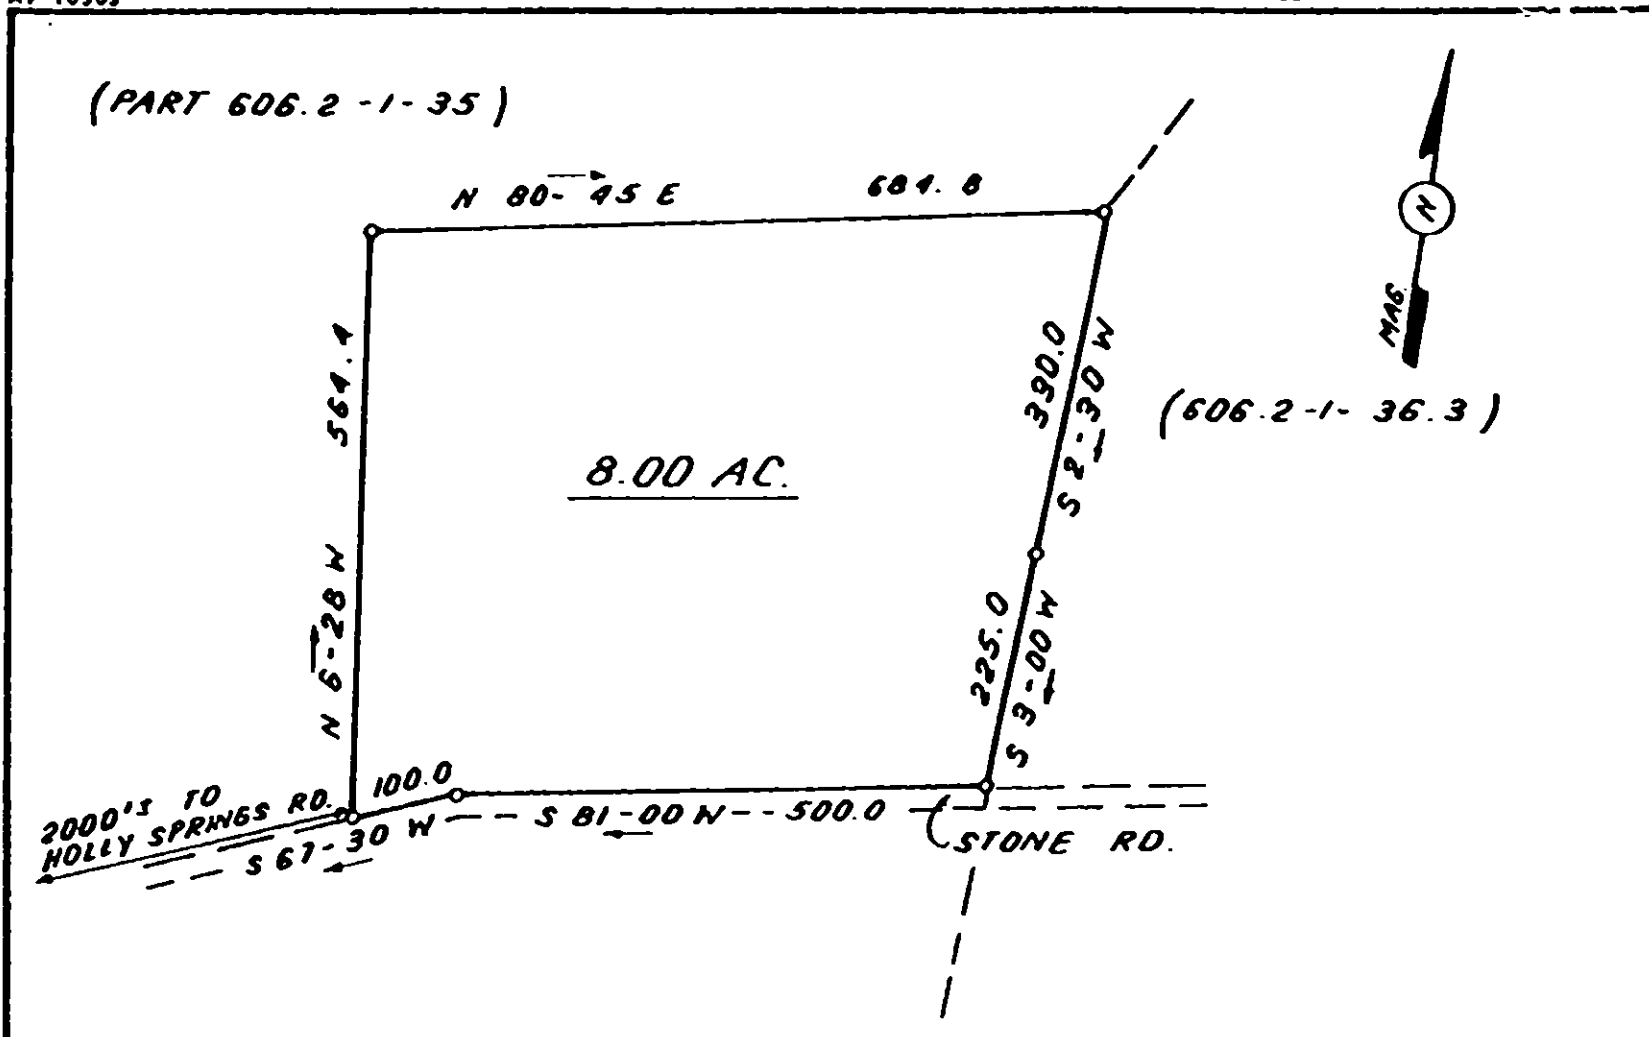 (PART 606.2 -1- 35)
N 80-45 E 684.8
N
MAG.
564.4
N 6-28 W
330.0
S 2-30 W
(606.2 -1- 36.3)
8.00 AC.
225.0
S 3-00 W
100.0
2000'S TO
HOLLY SPRINGS RD.
S 67-30 W
S 81-00 W 500.0
STONE RD.